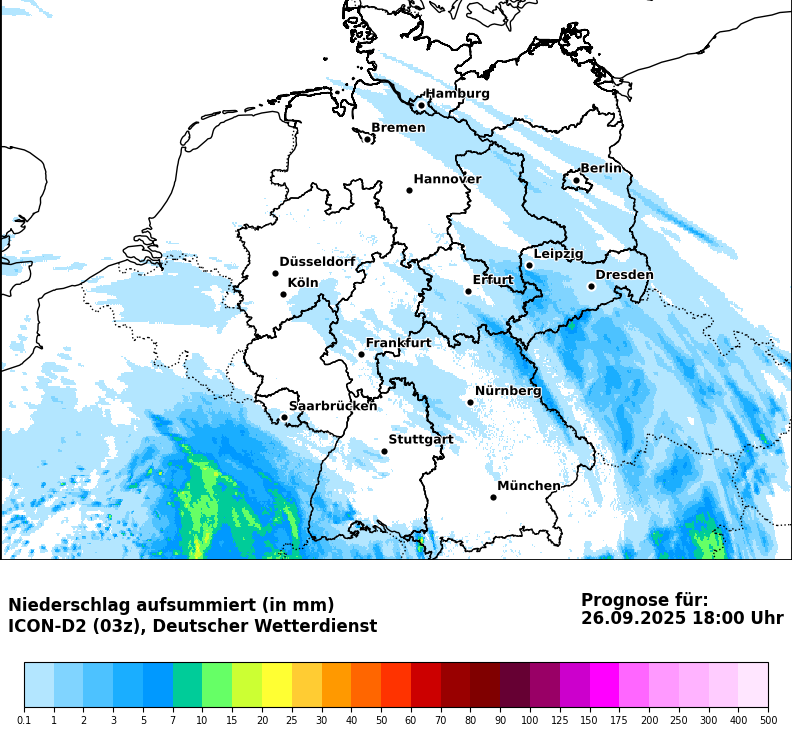 Hamburg
Bremen
Berlin
Hannover
Leipzig
Düsseldorf
Dresden
Köln
Erfurt
Frankfurt
Nürnberg
Saarbrücken
Stuttgart
München
Niederschlag aufsummiert (in mm)
ICON-D2 (03z), Deutscher Wetterdienst
Prognose für:
26.09.2025 18:00 Uhr
0.1 1 2 3 5 7 10 15 20 25 30 40 50 60 70 80 90 100 125 150 175 200 250 300 400 500